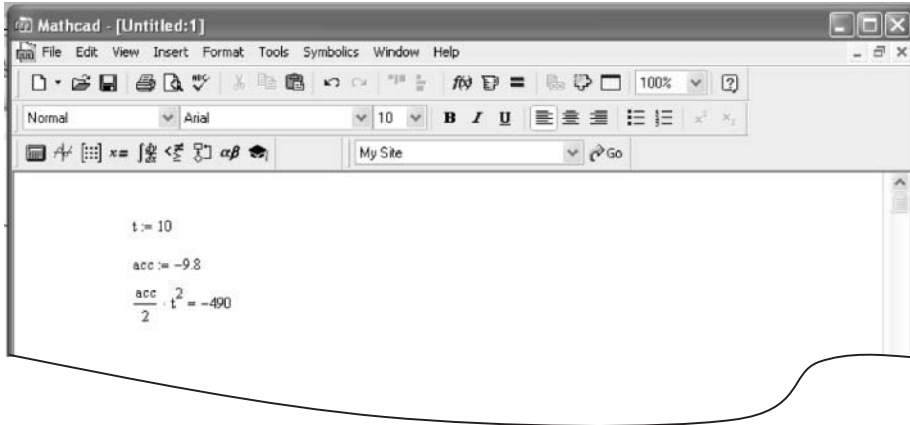 Mathcad - [Untitled:1]
File Edit View Insert Format Tools Symbolics Window Help
100%
Normal Arial 10 B I U
My Site Go
t := 10
acc := -9.8
acc/2 · t² = -490